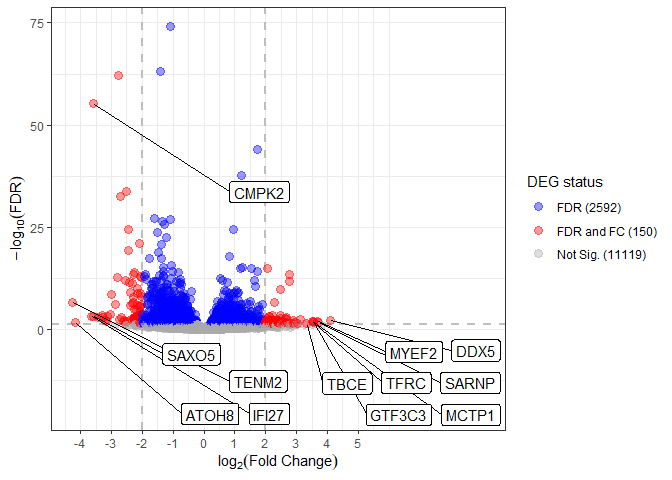 75
50
25
0
−log10(FDR)
CMPK2
SAXO5
TENM2
ATOH8
IFI27
TBCE
MYEF2
DDX5
TFRC
SARNP
GTF3C3
MCTP1
-4 -3 -2 -1 0 1 2 3 4 5
log2(Fold Change)
DEG status
FDR (2592)
FDR and FC (150)
Not Sig. (11119)